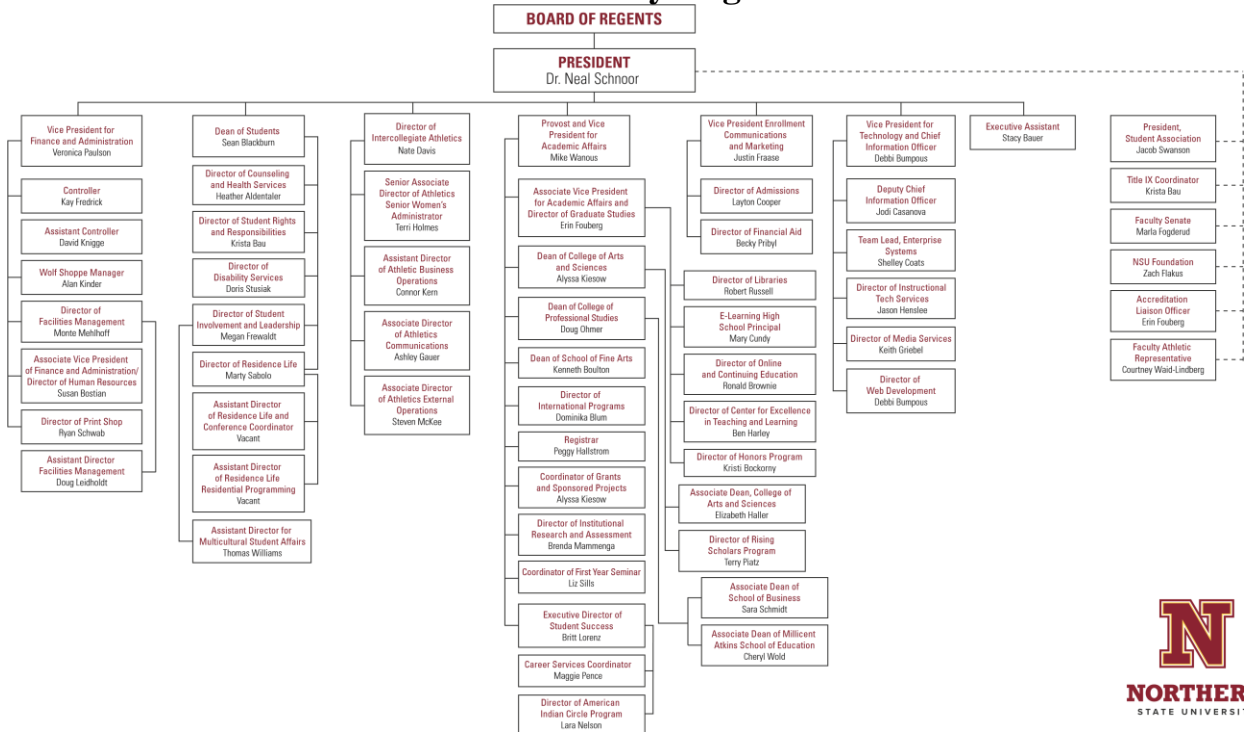 BOARD OF REGENTS
PRESIDENT
Dr. Neal Schnoor
Vice President for
Finance and Administration
Veronica Paulson
Controller
Kay Fredrick
Assistant Controller
David Knigge
Wolf Shoppe Manager
Alan Kinder
Director of
Facilities Management
Monte Mehlhoff
Associate Vice President
of Finance and Administration/
Director of Human Resources
Susan Bostian
Director of Print Shop
Ryan Schwab
Assistant Director
Facilities Management
Doug Leidholdt
Dean of Students
Sean Blackburn
Director of Counseling
and Health Services
Heather Aldentaler
Director of Student Rights
and Responsibilities
Krista Bau
Director of
Disability Services
Doris Stusiak
Director of Student
Involvement and Leadership
Megan Frewaldt
Director of Residence Life
Marty Sabolo
Assistant Director
of Residence Life and
Conference Coordinator
Vacant
Assistant Director
of Residence Life
Residential Programming
Vacant
Assistant Director for
Multicultural Student Affairs
Thomas Williams
Director of
Intercollegiate Athletics
Nate Davis
Senior Associate
Director of Athletics
Senior Women's
Administrator
Terri Holmes
Assistant Director
of Athletic Business
Operations
Connor Kern
Associate Director
of Athletics
Communications
Ashley Gauer
Associate Director
of Athletics External
Operations
Steven McKee
Provost and Vice
President for
Academic Affairs
Mike Wanous
Associate Vice President
for Academic Affairs and
Director of Graduate Studies
Erin Fouberg
Dean of College of Arts
and Sciences
Alyssa Kiesow
Dean of College of
Professional Studies
Doug Ohmer
Dean of School of Fine Arts
Kenneth Boulton
Director of
International Programs
Dominika Blum
Registrar
Peggy Hallstrom
Coordinator of Grants
and Sponsored Projects
Alyssa Kiesow
Director of Institutional
Research and Assessment
Brenda Mammenga
Coordinator of First Year Seminar
Liz Sills
Executive Director of
Student Success
Britt Lorenz
Career Services Coordinator
Maggie Pence
Director of American
Indian Circle Program
Lara Nelson
Vice President Enrollment
Communications
and Marketing
Justin Fraase
Director of Admissions
Layton Cooper
Director of Financial Aid
Becky Pribyl
Director of Libraries
Robert Russell
E-Learning High
School Principal
Mary Cundy
Director of Online
and Continuing Education
Ronald Brownie
Director of Center for Excellence
in Teaching and Learning
Ben Harley
Director of Honors Program
Kristi Bockorny
Associate Dean, College of
Arts and Sciences
Elizabeth Haller
Director of Rising
Scholars Program
Terry Piatz
Associate Dean of
School of Business
Sara Schmidt
Associate Dean of Millicent
Atkins School of Education
Cheryl Wold
Vice President for
Technology and Chief
Information Officer
Debbi Bumpous
Deputy Chief
Information Officer
Jodi Casanova
Team Lead, Enterprise
Systems
Shelley Coats
Director of Instructional
Tech Services
Jason Henslee
Director of Media Services
Keith Griebel
Director of
Web Development
Debbi Bumpous
Executive Assistant
Stacy Bauer
President,
Student Association
Jacob Swanson
Title IX Coordinator
Krista Bau
Faculty Senate
Marla Fogderud
NSU Foundation
Zach Flakus
Accreditation
Liaison Officer
Erin Fouberg
Faculty Athletic
Representative
Courtney Waid-Lindberg
N
NORTHER
STATE UNIVERSIT